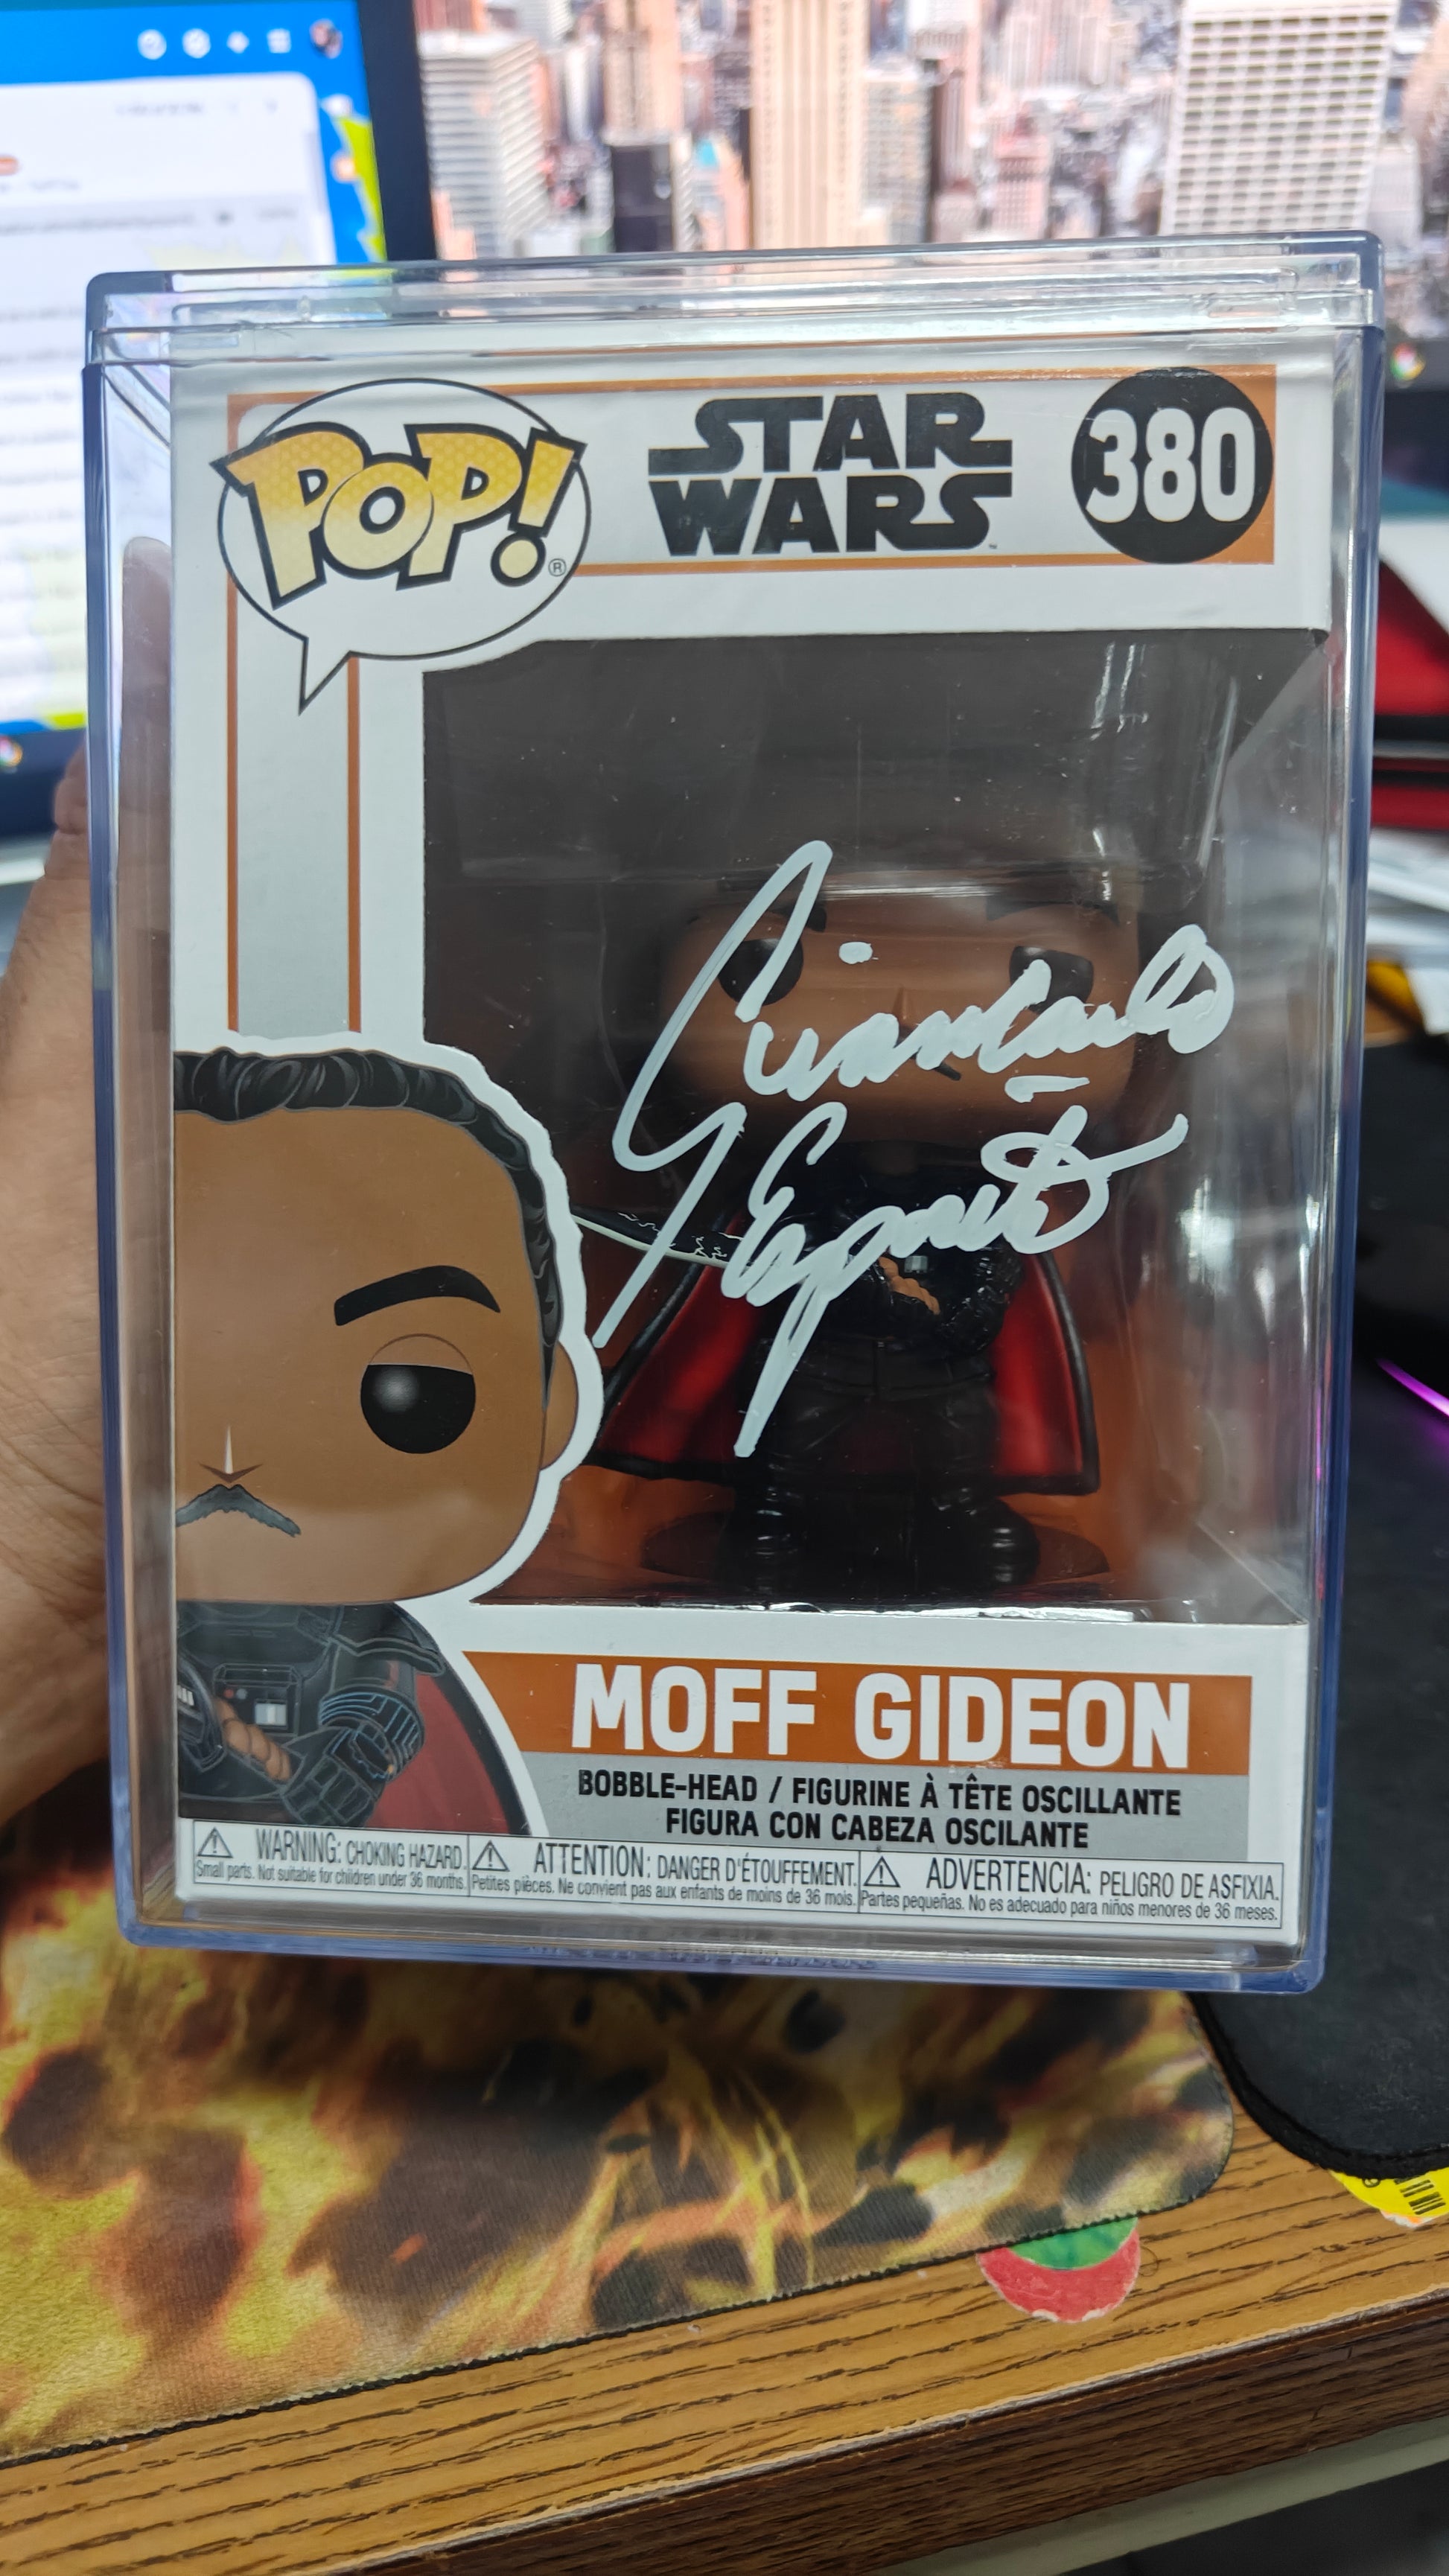 POP!
®
STAR
WARS
™
380
Giancarlo
Esposito
MOFF GIDEON
BOBBLE-HEAD / FIGURINE À TÊTE OSCILLANTE
FIGURA CON CABEZA OSCILANTE
WARNING: CHOKING HAZARD.
Small parts. Not suitable for children under 36 months.
ATTENTION: DANGER D'ÉTOUFFEMENT.
Petites pièces. Ne convient pas aux enfants de moins de 36 mois.
ADVERTENCIA: PELIGRO DE ASFIXIA.
Partes pequeñas. No es adecuado para niños menores de 36 meses.